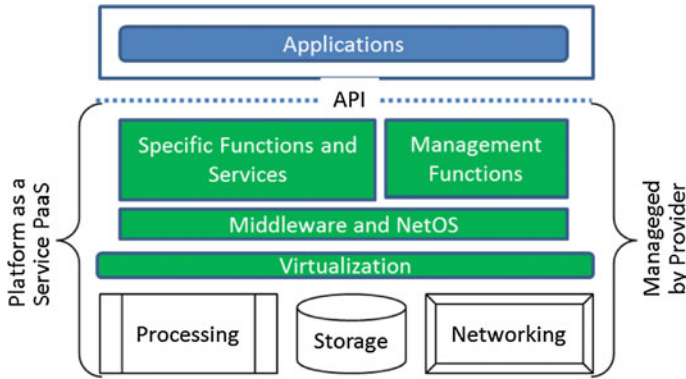 Applications
API
Platform as a
Service PaaS
Specific Functions and
Services
Management
Functions
Middleware and NetOS
Virtualization
Processing
Storage
Networking
Manageged
by Provider